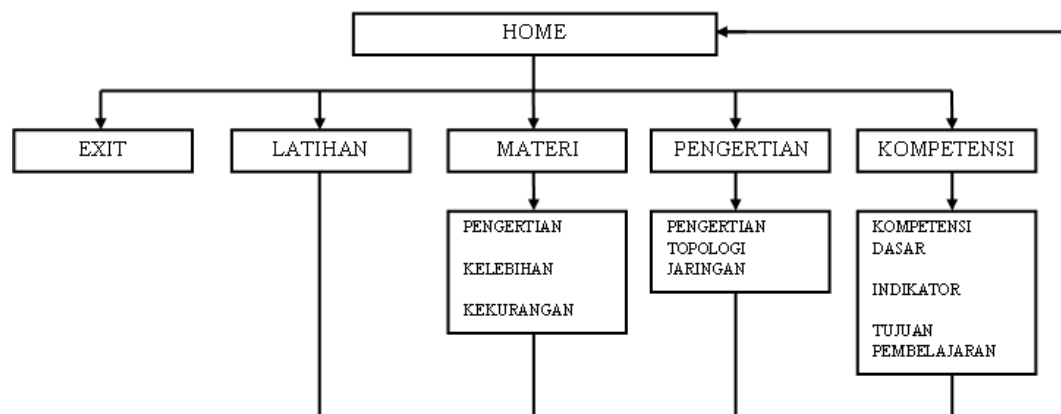 HOME
EXIT
LATIHAN
MATERI
PENGERTIAN
KOMPETENSI
PENGERTIAN
KELEBIHAN
KEKURANGAN
PENGERTIAN
TOPOLOGI
JARINGAN
KOMPETENSI
DASAR
INDIKATOR
TUJUAN
PEMBELAJARAN